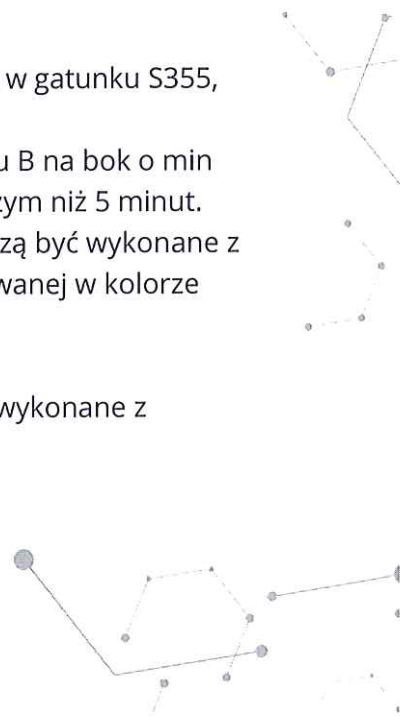 w gatunku S355,
u B na bok o min
zym niż 5 minut.
zą być wykonane z
wanej w kolorze
wykonane z